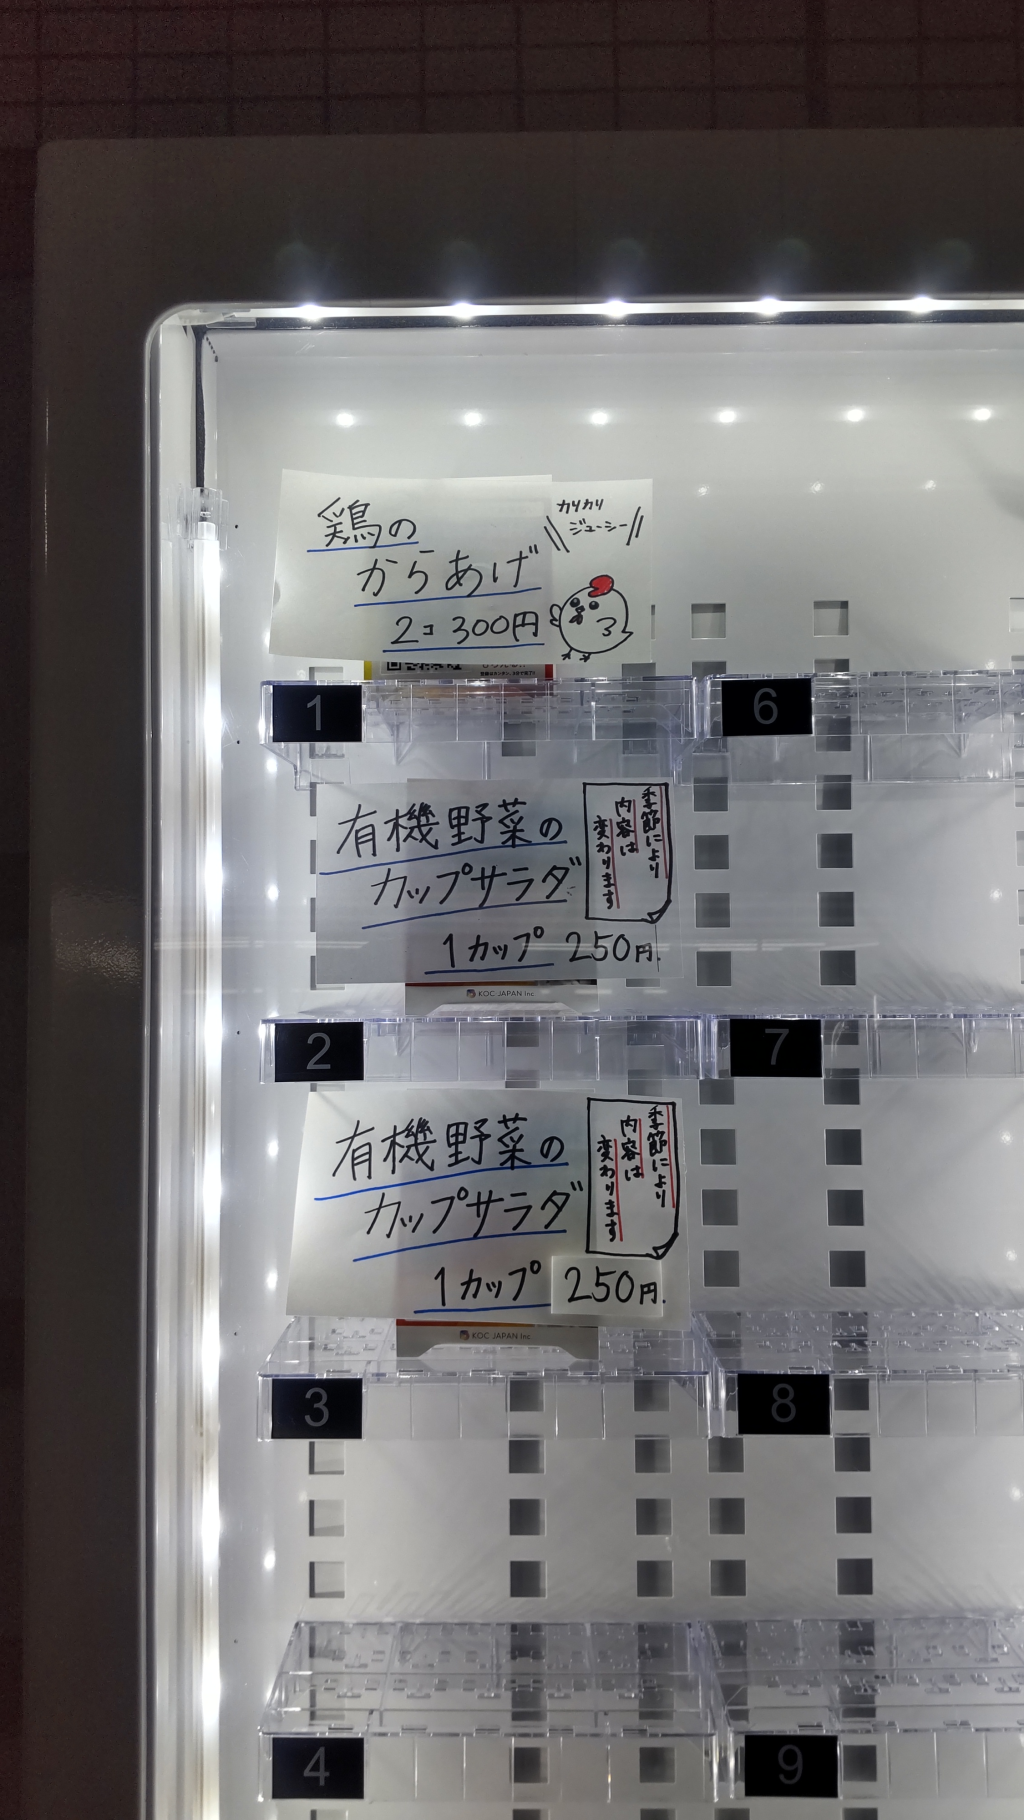 鶏の
からあげ
2コ 300円
カリカリ
ジューシー
1
6
有機野菜の
カップサラダ
1カップ 250円.
季節により
内容は
変わります
KOC JAPAN Inc.
2
7
有機野菜の
カップサラダ
1カップ 250円.
季節により
内容は
変わります
KOC JAPAN Inc.
3
8
4
9